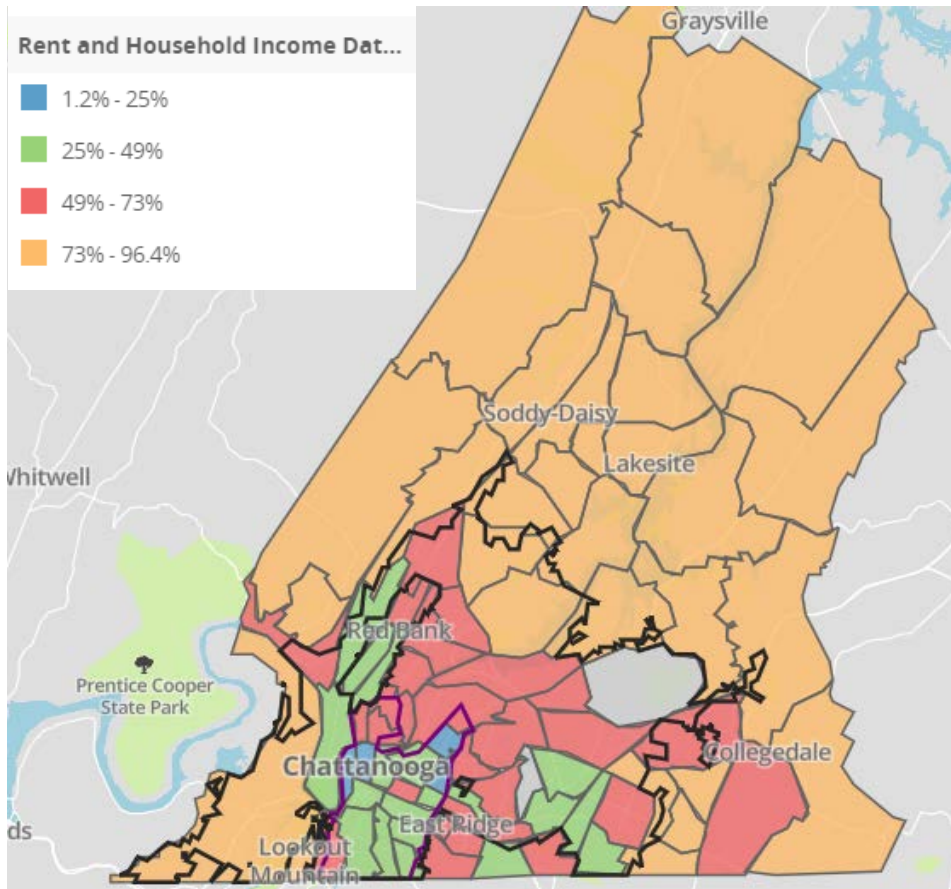 Graysville
Rent and Household Income Dat...
1.2% - 25%
25% - 49%
49% - 73%
73% - 96.4%
Soddy-Daisy
Lakesite
Whitwell
Red Bank
Prentice Cooper
State Park
Collegedale
Chattanooga
East Ridge
ds
Lookout
Mountain